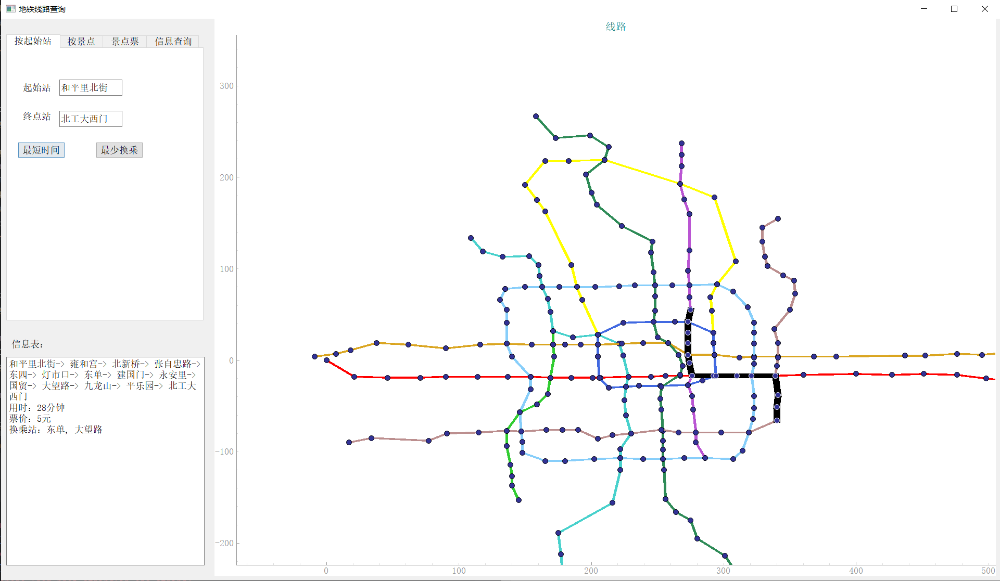 地铁线路查询
按起始站 按景点 景点票 信息查询
起始站 和平里北街
终点站 北工大西门
最短时间 最少换乘
信息表:
和平里北街-> 雍和宫-> 北新桥-> 张自忠路->
东四-> 灯市口-> 东单-> 建国门-> 永安里->
国贸-> 大望路-> 九龙山-> 平乐园-> 北工大
西门
用时: 28分钟
票价: 5元
换乘站: 东单, 大望路
线路
300
200
100
0
-100
-200
0 100 200 300 400 500